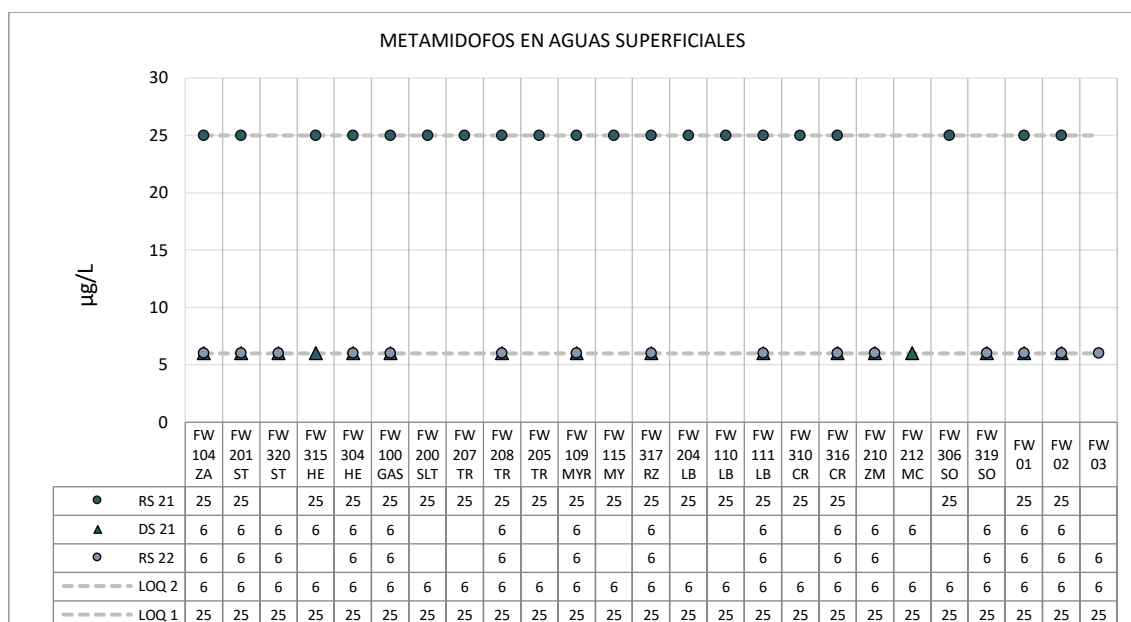 METAMIDOFOS EN AGUAS SUPERFICIALES
30
25
20
15
10
5
0
µg/L
FW FW FW FW FW FW FW FW FW FW FW FW FW FW FW FW FW FW FW FW FW FW FW FW FW
104 201 320 315 304 100 200 207 208 205 109 115 317 204 110 111 310 316 210 212 306 319 01 02 03
ZA ST ST HE HE GAS SLT TR TR TR MYR MY RZ LB LB LB CR CR ZM MC SO SO
RS 21 25 25 25 25 25 25 25 25 25 25 25 25 25 25 25 25 25 25 25 25
DS 21 6 6 6 6 6 6 6 6 6 6 6 6 6 6 6 6
RS 22 6 6 6 6 6 6 6 6 6 6 6 6 6 6 6
LOQ 2 6 6 6 6 6 6 6 6 6 6 6 6 6 6 6 6 6 6 6 6 6 6 6 6 6
LOQ 1 25 25 25 25 25 25 25 25 25 25 25 25 25 25 25 25 25 25 25 25 25 25 25 25 25